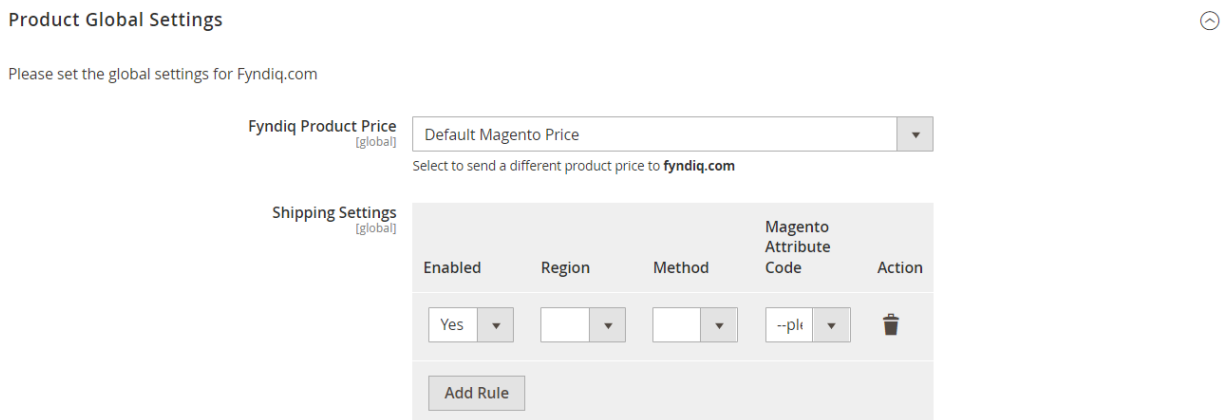 Product Global Settings
Please set the global settings for Fyndiq.com
Fyndiq Product Price
[global]
Default Magento Price
Select to send a different product price to fyndiq.com
Shipping Settings
[global]
Enabled
Region
Method
Magento
Attribute
Code
Action
Yes
--ple
Add Rule